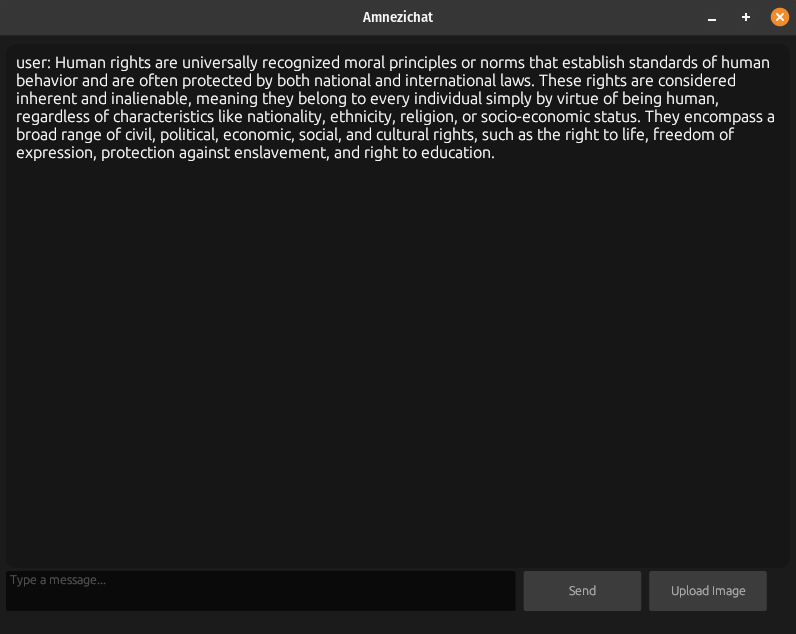 Amnezichat
user: Human rights are universally recognized moral principles or norms that establish standards of human
behavior and are often protected by both national and international laws. These rights are considered
inherent and inalienable, meaning they belong to every individual simply by virtue of being human,
regardless of characteristics like nationality, ethnicity, religion, or socio-economic status. They encompass a
broad range of civil, political, economic, social, and cultural rights, such as the right to life, freedom of
expression, protection against enslavement, and right to education.
Type a message...
Send
Upload Image